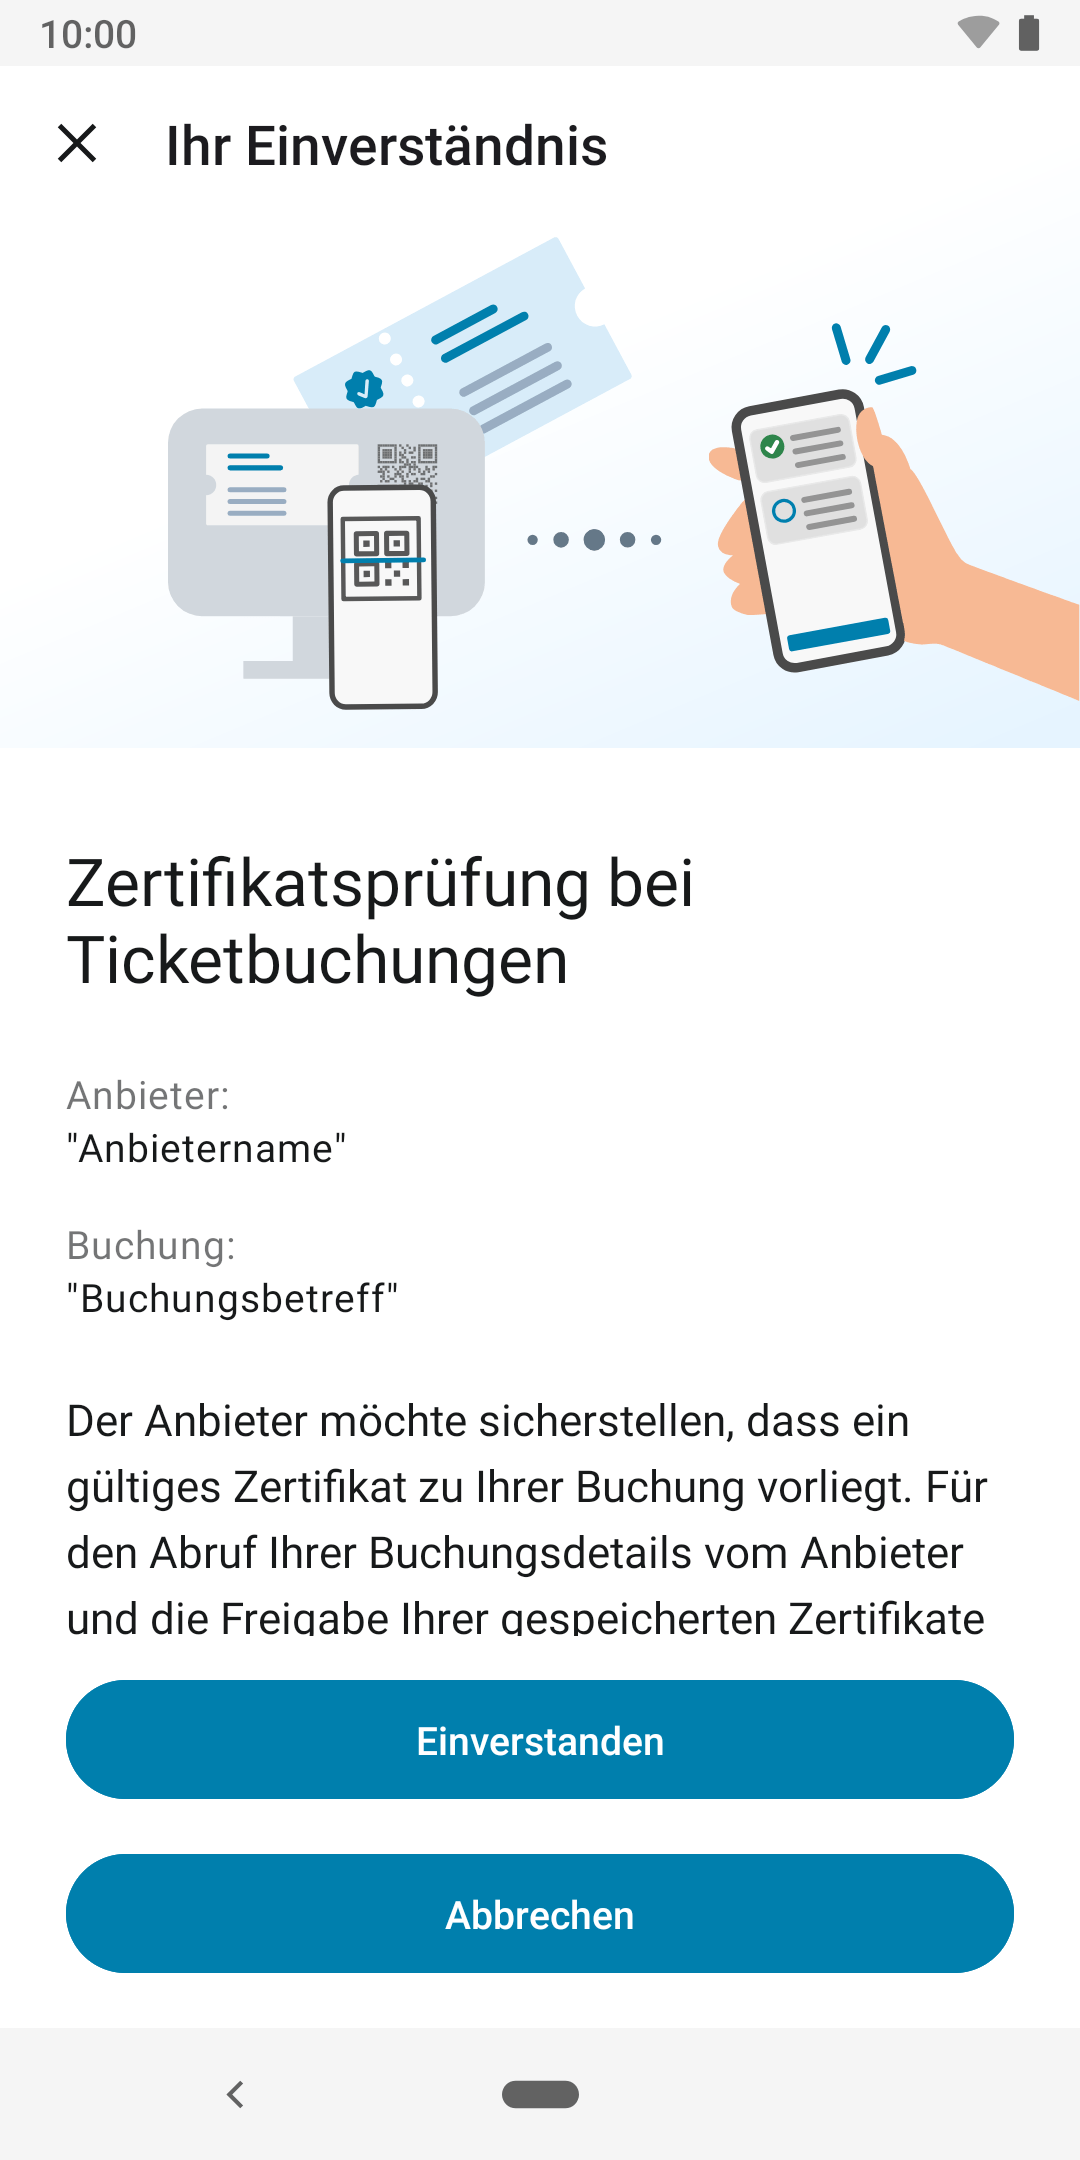 10:00
Ihr Einverständnis
Zertifikatsprüfung bei
Ticketbuchungen
Anbieter:
"Anbietername"
Buchung:
"Buchungsbetreff"
Der Anbieter möchte sicherstellen, dass ein
gültiges Zertifikat zu Ihrer Buchung vorliegt. Für
den Abruf Ihrer Buchungsdetails vom Anbieter
und die Freigabe Ihrer gespeicherten Zertifikate
Einverstanden
Abbrechen